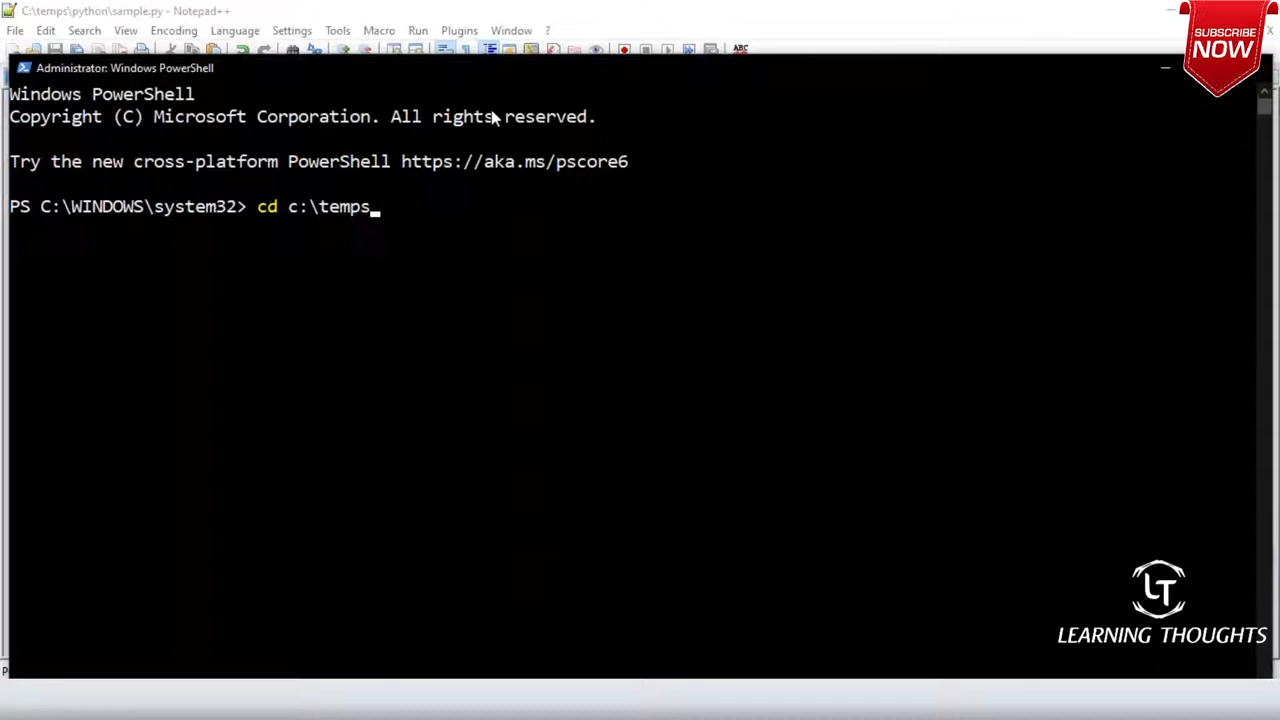 C:\temps\python\sample.py - Notepad++
File Edit Search View Encoding Language Settings Tools Macro Run Plugins Window ?
ABC
SUBSCRIBE
NOW
Administrator: Windows PowerShell
Windows PowerShell
Copyright (C) Microsoft Corporation. All rights reserved.
Try the new cross-platform PowerShell https://aka.ms/pscore6
PS C:\WINDOWS\system32> cd c:\temps
LT
LEARNING THOUGHTS